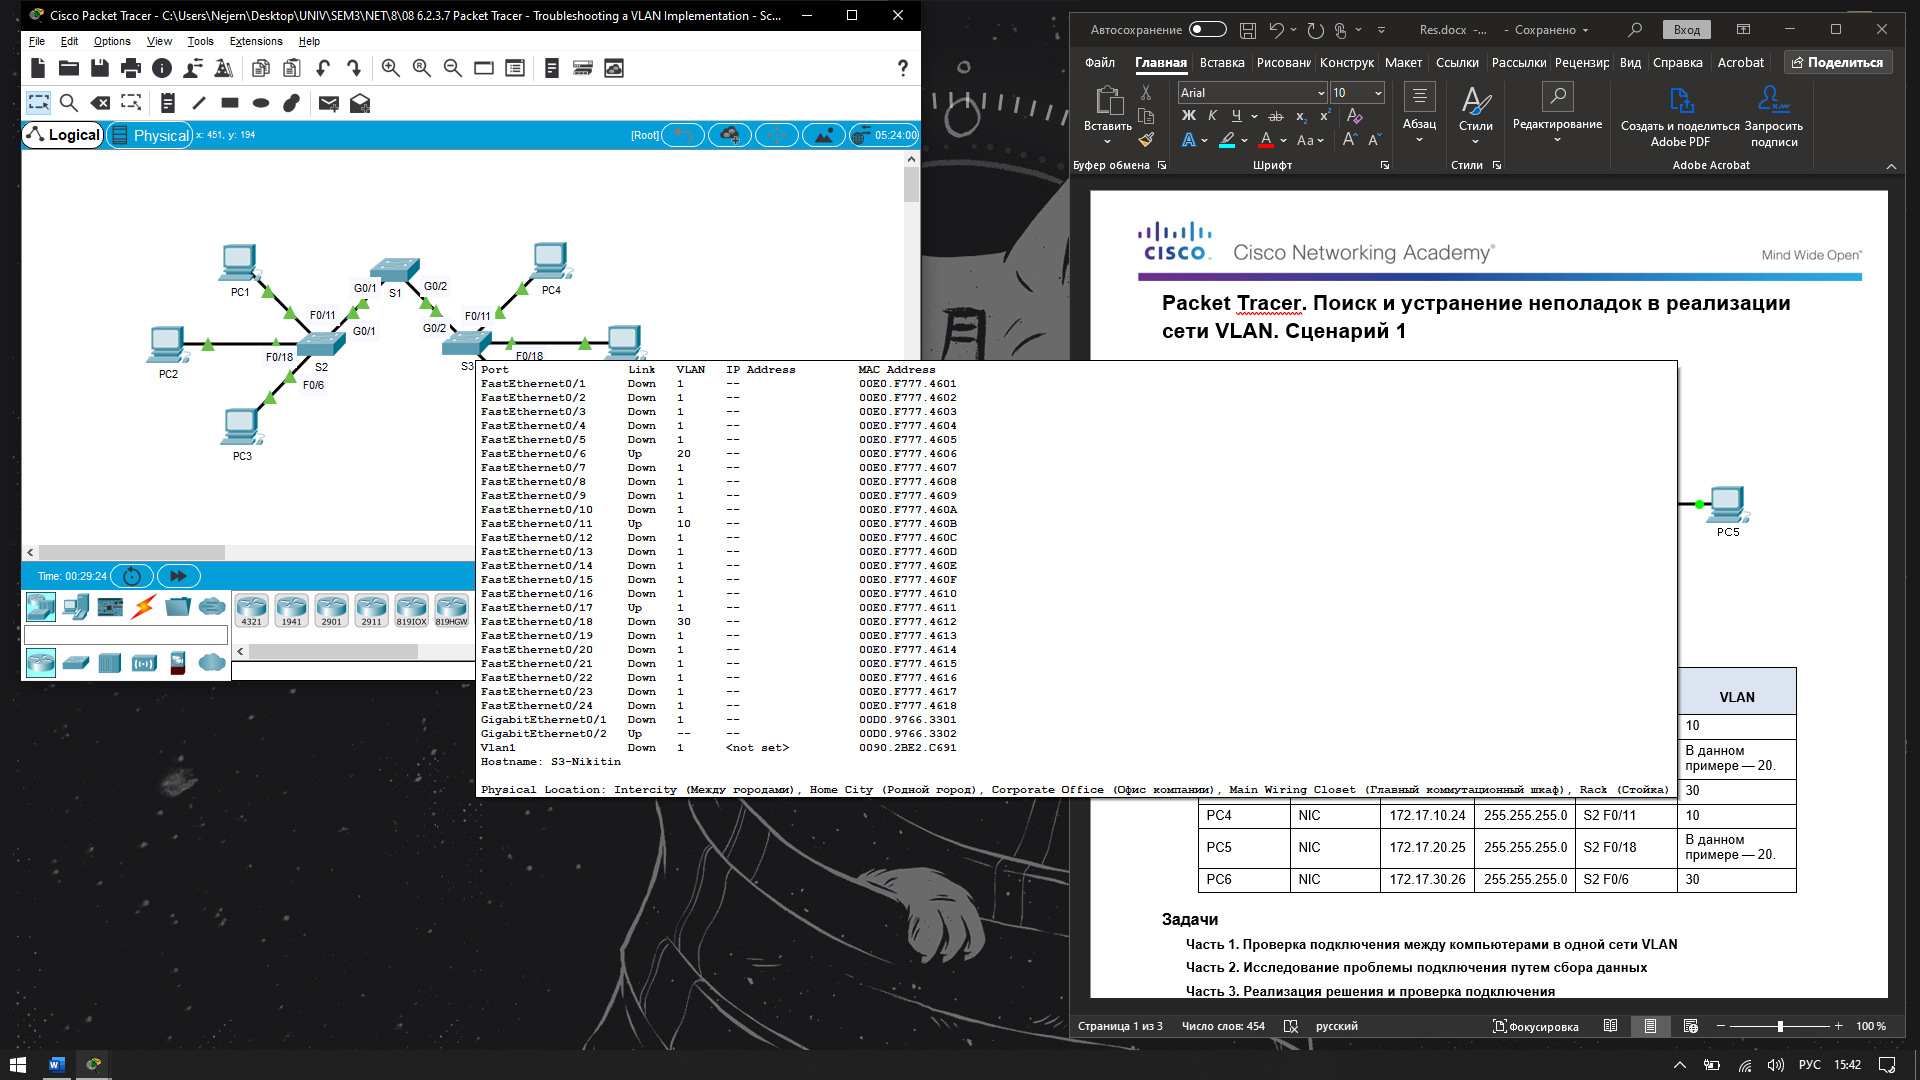 Cisco Packet Tracer - C:\Users\Nejern\Desktop\UNIV\SEM3\NET\8\08 6.2.3.7 Packet Tracer - Troubleshooting a VLAN Implementation - Sc...
File Edit Options View Tools Extensions Help
Logical Physical x: 451, y: 194 [Root] 05:24:00
PC1
PC2
PC3
PC4
S1
S2
S3
G0/1
G0/2
F0/11
G0/1
G0/2
F0/11
F0/18
F0/18
F0/6
Time: 00:29:24
4321 1941 2901 2911 819IOX 819HGW
Port Link VLAN IP Address MAC Address
FastEthernet0/1 Down 1 -- 00E0.F777.4601
FastEthernet0/2 Down 1 -- 00E0.F777.4602
FastEthernet0/3 Down 1 -- 00E0.F777.4603
FastEthernet0/4 Down 1 -- 00E0.F777.4604
FastEthernet0/5 Down 1 -- 00E0.F777.4605
FastEthernet0/6 Up 20 -- 00E0.F777.4606
FastEthernet0/7 Down 1 -- 00E0.F777.4607
FastEthernet0/8 Down 1 -- 00E0.F777.4608
FastEthernet0/9 Down 1 -- 00E0.F777.4609
FastEthernet0/10 Down 1 -- 00E0.F777.460A
FastEthernet0/11 Up 10 -- 00E0.F777.460B
FastEthernet0/12 Down 1 -- 00E0.F777.460C
FastEthernet0/13 Down 1 -- 00E0.F777.460D
FastEthernet0/14 Down 1 -- 00E0.F777.460E
FastEthernet0/15 Down 1 -- 00E0.F777.460F
FastEthernet0/16 Down 1 -- 00E0.F777.4610
FastEthernet0/17 Up 1 -- 00E0.F777.4611
FastEthernet0/18 Down 30 -- 00E0.F777.4612
FastEthernet0/19 Down 1 -- 00E0.F777.4613
FastEthernet0/20 Down 1 -- 00E0.F777.4614
FastEthernet0/21 Down 1 -- 00E0.F777.4615
FastEthernet0/22 Down 1 -- 00E0.F777.4616
FastEthernet0/23 Down 1 -- 00E0.F777.4617
FastEthernet0/24 Down 1 -- 00E0.F777.4618
GigabitEthernet0/1 Down 1 -- 00D0.9766.3301
GigabitEthernet0/2 Up -- -- 00D0.9766.3302
Vlan1 Down 1 <not set> 0090.2BE2.C691
Hostname: S3-Nikitin
Physical Location: Intercity (Между городами), Home City (Родной город), Corporate Office (Офис компании), Main Wiring Closet (Главный коммутационный шкаф), Rack (Стойка)
月
Автосохранение Res.docx -... - Сохранено Вход
Файл Главная Вставка Рисовани Конструк Макет Ссылки Рассылки Рецензир Вид Справка Acrobat Поделиться
Вставить
Буфер обмена
Arial 10
Ж К Ч ab x₂ x²
A A Aa A A
Шрифт
Абзац
Стили
Стили
Редактирование
Создать и поделиться Adobe PDF
Запросить подписи
Adobe Acrobat
CISCO. Cisco Networking Academy® Mind Wide Open™
Packet Tracer. Поиск и устранение неполадок в реализации
сети VLAN. Сценарий 1
PC5
VLAN
10
В данном
примере — 20.
30
PC4 NIC 172.17.10.24 255.255.255.0 S2 F0/11 10
PC5 NIC 172.17.20.25 255.255.255.0 S2 F0/18 В данном
примере — 20.
PC6 NIC 172.17.30.26 255.255.255.0 S2 F0/6 30
Задачи
Часть 1. Проверка подключения между компьютерами в одной сети VLAN
Часть 2. Исследование проблемы подключения путем сбора данных
Часть 3. Реализация решения и проверка подключения
Страница 1 из 3 Число слов: 454 русский Фокусировка 100 %
РУС 15:42